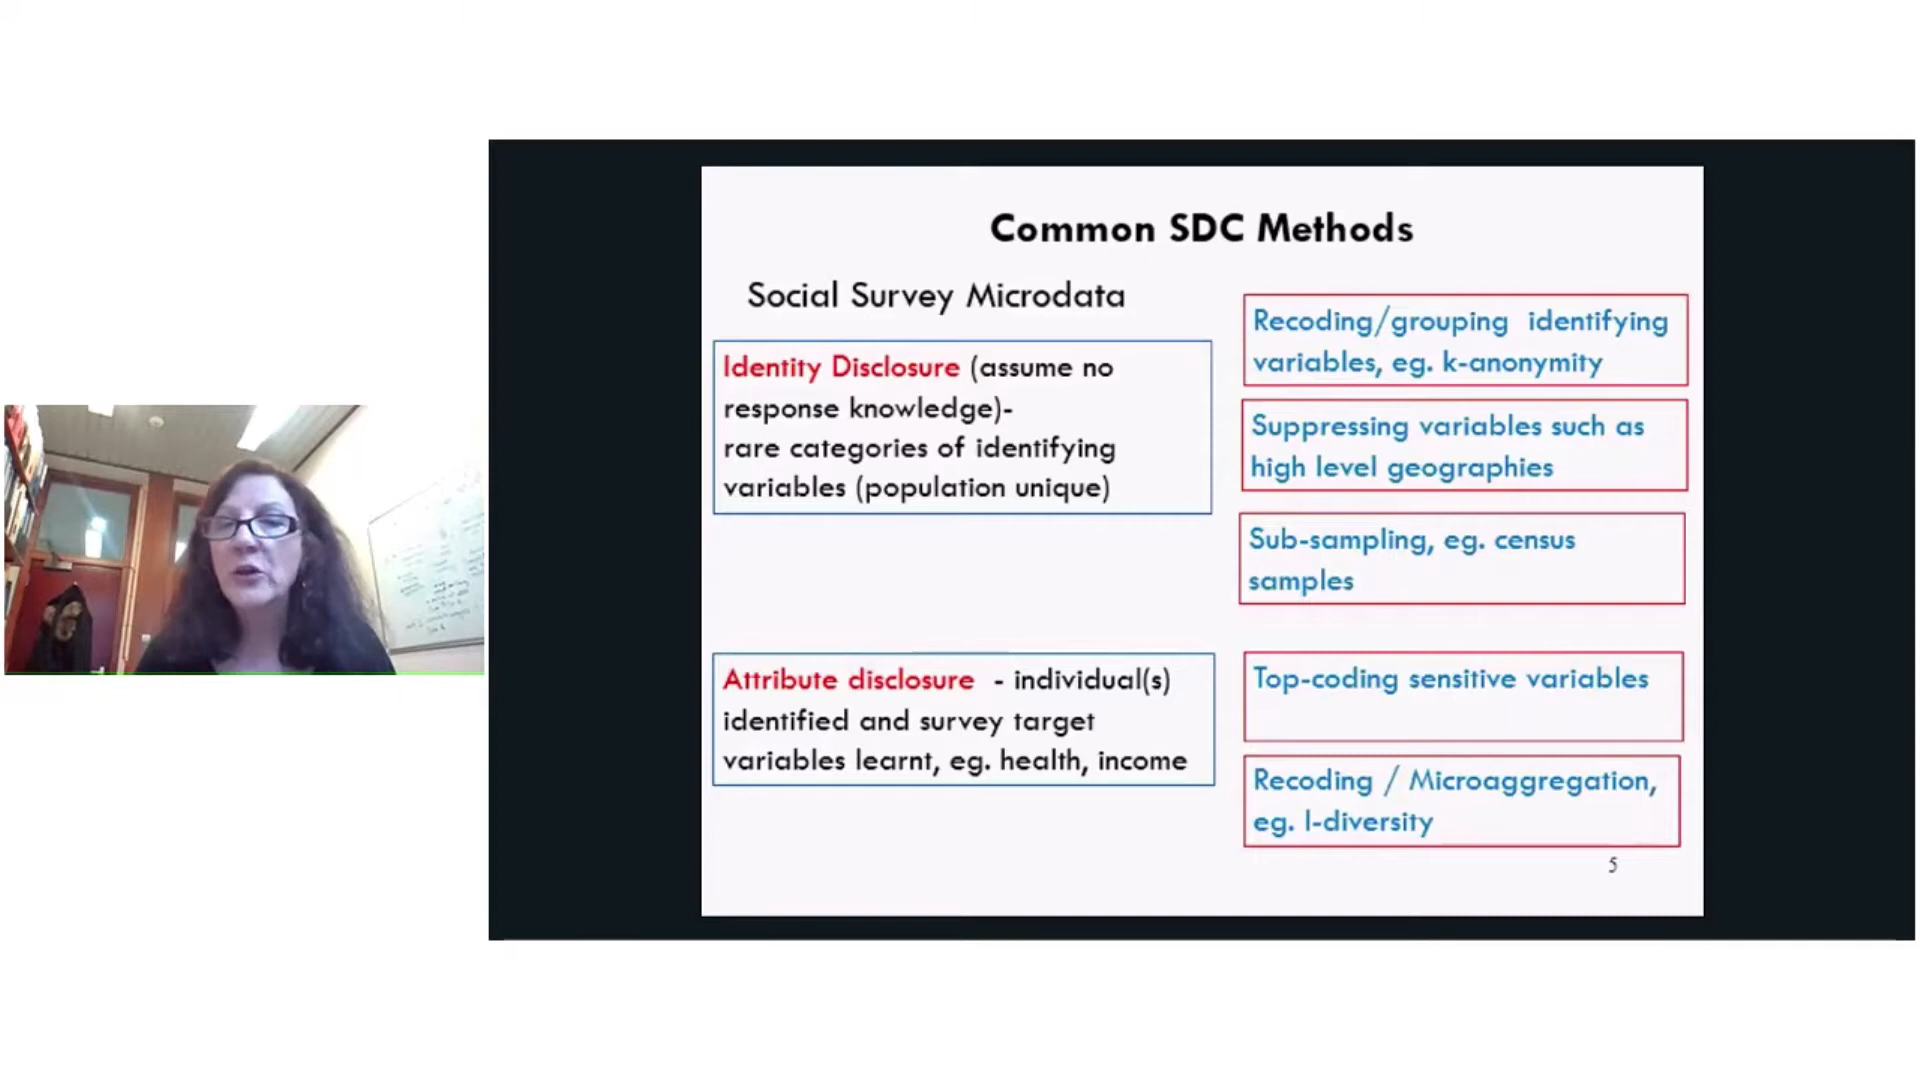 Common SDC Methods
Social Survey Microdata
Identity Disclosure (assume no
response knowledge)-
rare categories of identifying
variables (population unique)
Attribute disclosure - individual(s)
identified and survey target
variables learnt, eg. health, income
Recoding/grouping identifying
variables, eg. k-anonymity
Suppressing variables such as
high level geographies
Sub-sampling, eg. census
samples
Top-coding sensitive variables
Recoding / Microaggregation,
eg. l-diversity
5